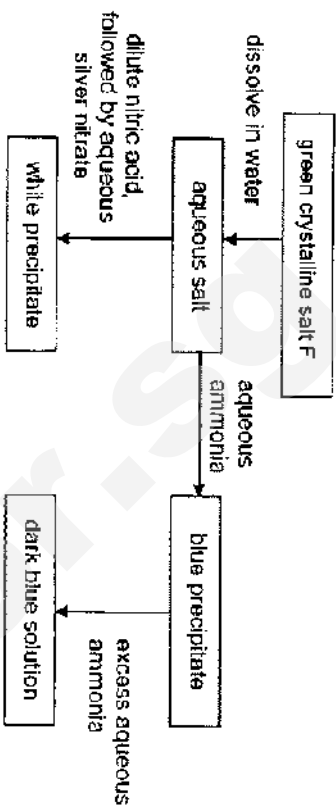 green crystalline salt F
dissolve in water
aqueous salt
aqueous
ammonia
blue precipitate
dilute nitric acid,
followed by aqueous
silver nitrate
excess aqueous
ammonia
white precipitate
dark blue solution
r.sg